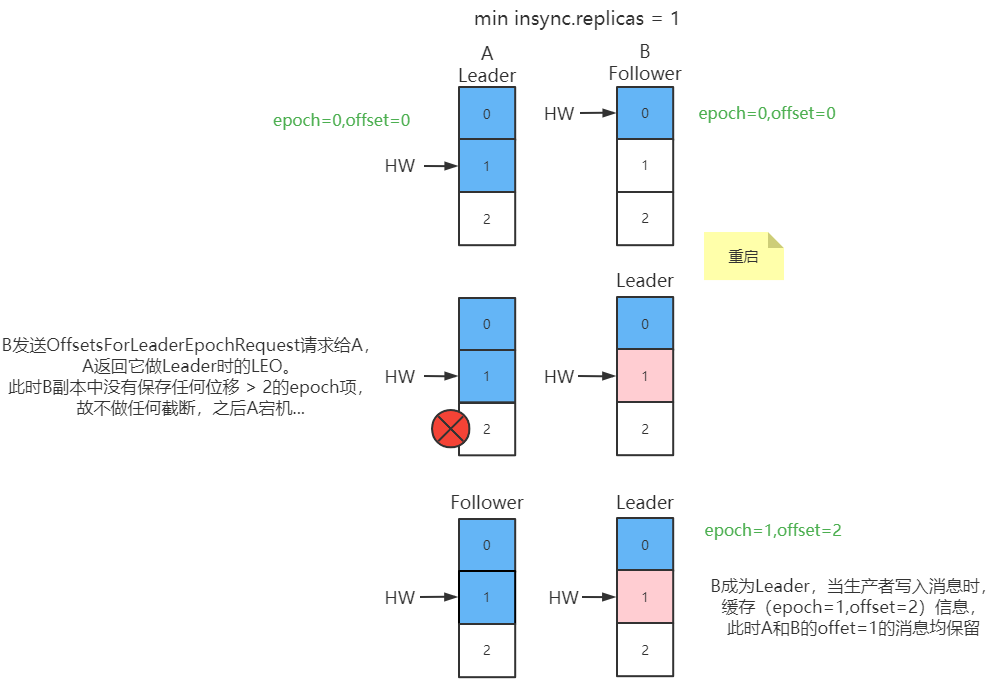 min insync.replicas = 1
A
Leader
B
Follower
epoch=0,offset=0
HW
0
1
2
HW
0
1
2
epoch=0,offset=0
重启
B发送OffsetsForLeaderEpochRequest请求给A，
A返回它做Leader时的LEO。
此时B副本中没有保存任何位移 > 2的epoch项，
故不做任何截断，之后A宕机...
HW
0
1
2
Leader
HW
0
1
2
Follower
HW
0
1
2
Leader
HW
0
1
2
epoch=1,offset=2
B成为Leader，当生产者写入消息时，
缓存（epoch=1,offset=2）信息，
此时A和B的offet=1的消息均保留